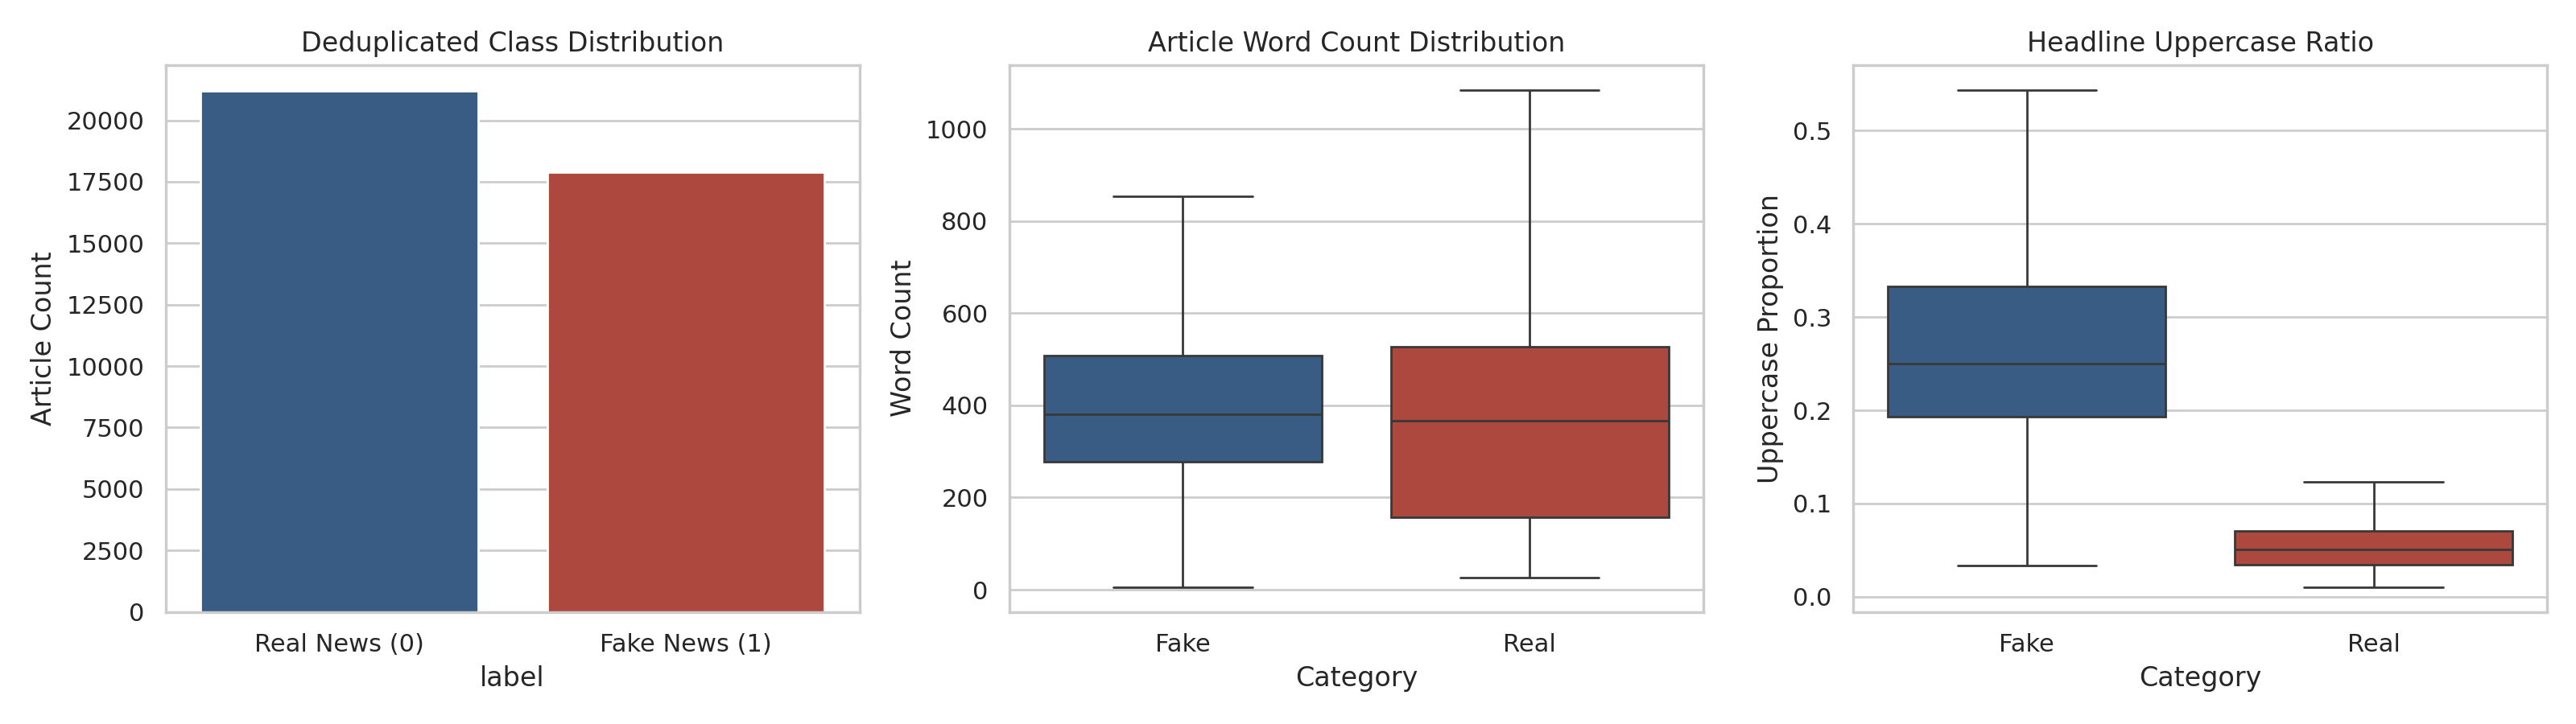 Deduplicated Class Distribution
Article Count
20000
17500
15000
12500
10000
7500
5000
2500
0
Real News (0)
Fake News (1)
label
Article Word Count Distribution
Word Count
1000
800
600
400
200
0
Fake
Real
Category
Headline Uppercase Ratio
Uppercase Proportion
0.5
0.4
0.3
0.2
0.1
0.0
Fake
Real
Category